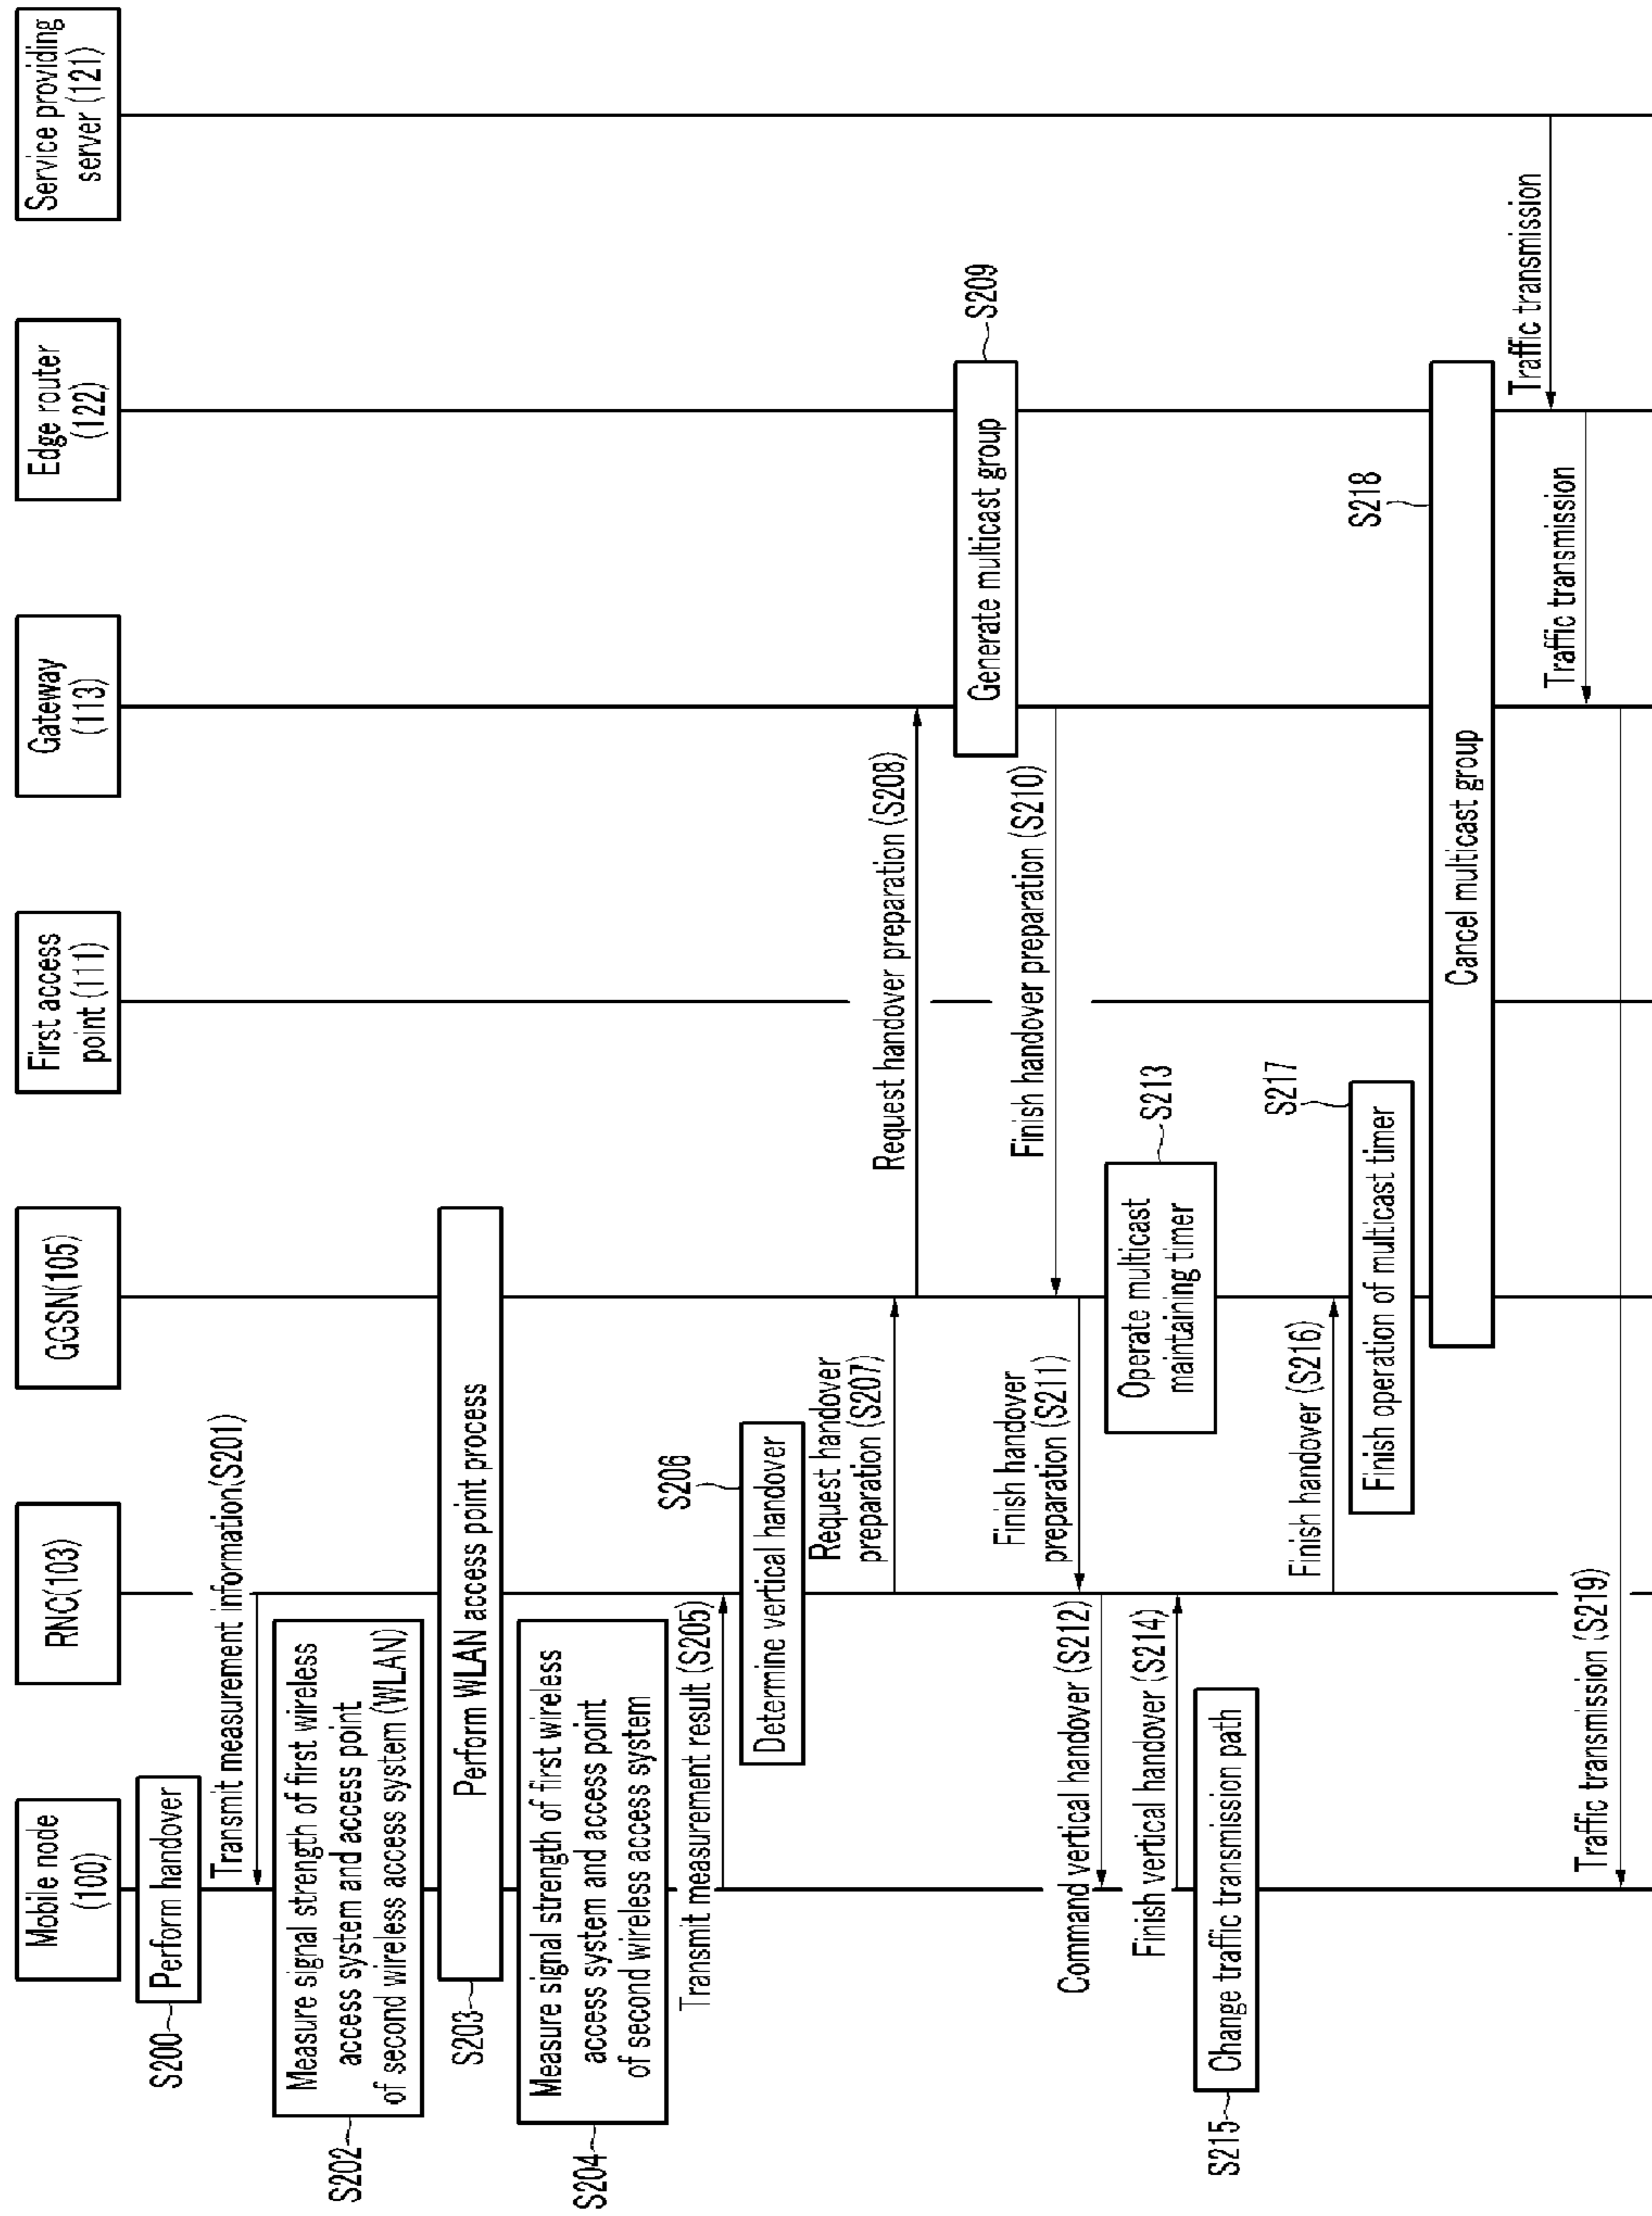 Mobile node
(100)
RNC(103)
GGSN(105)
First access
point (111)
Gateway
(113)
Edge router
(122)
Service providing
server (121)
Perform handover
S200
Transmit measurement information(S201)
Measure signal strength of first wireless
access system and access point
of second wireless access system (WLAN)
S202
Perform WLAN access point process
S203
Measure signal strength of first wireless
access system and access point
of second wireless access system
S204
Transmit measurement result (S205)
S206
Determine vertical handover
Request handover
preparation (S207)
Request handover preparation (S208)
Generate multicast group
S209
Finish handover preparation (S210)
Finish handover
preparation (S211)
Command vertical handover (S212)
Operate multicast
maintaining timer
S213
Finish vertical handover (S214)
Change traffic transmission path
S215
Finish handover (S216)
S217
Finish operation of multicast timer
S218
Cancel multicast group
Traffic transmission
Traffic transmission
Traffic transmission (S219)